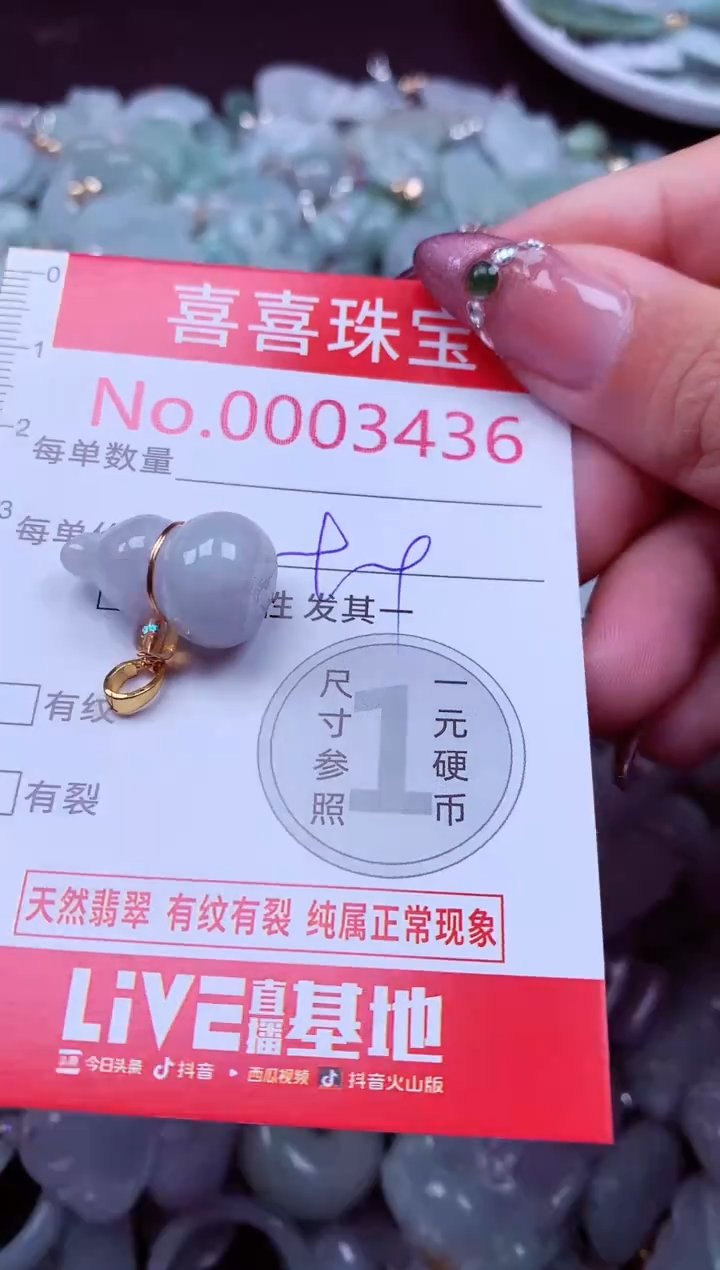 0
喜喜珠宝
1
No.0003436
2
每单数量
3
每单
性 发其一
尺寸参照
1
一元硬币
有纹
有裂
天然翡翠 有纹有裂 纯属正常现象
LiVE直播基地
今日头条 抖音 西瓜视频 抖音火山版